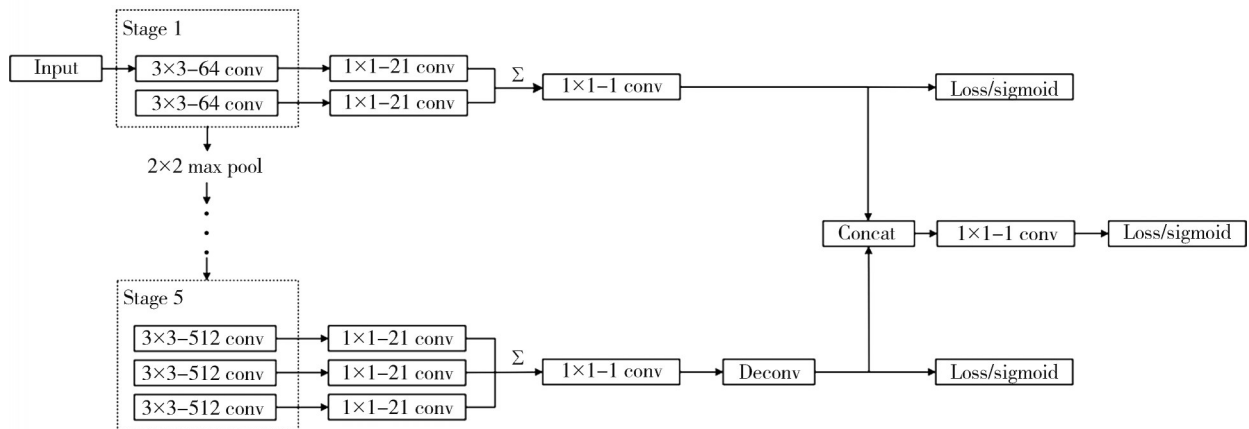 Stage 1
Input
3×3−64 conv
1×1−21 conv
3×3−64 conv
1×1−21 conv
Σ
1×1−1 conv
Loss/sigmoid
2×2 max pool
Concat
1×1−1 conv
Loss/sigmoid
Stage 5
3×3−512 conv
1×1−21 conv
3×3−512 conv
1×1−21 conv
3×3−512 conv
1×1−21 conv
Σ
1×1−1 conv
Deconv
Loss/sigmoid